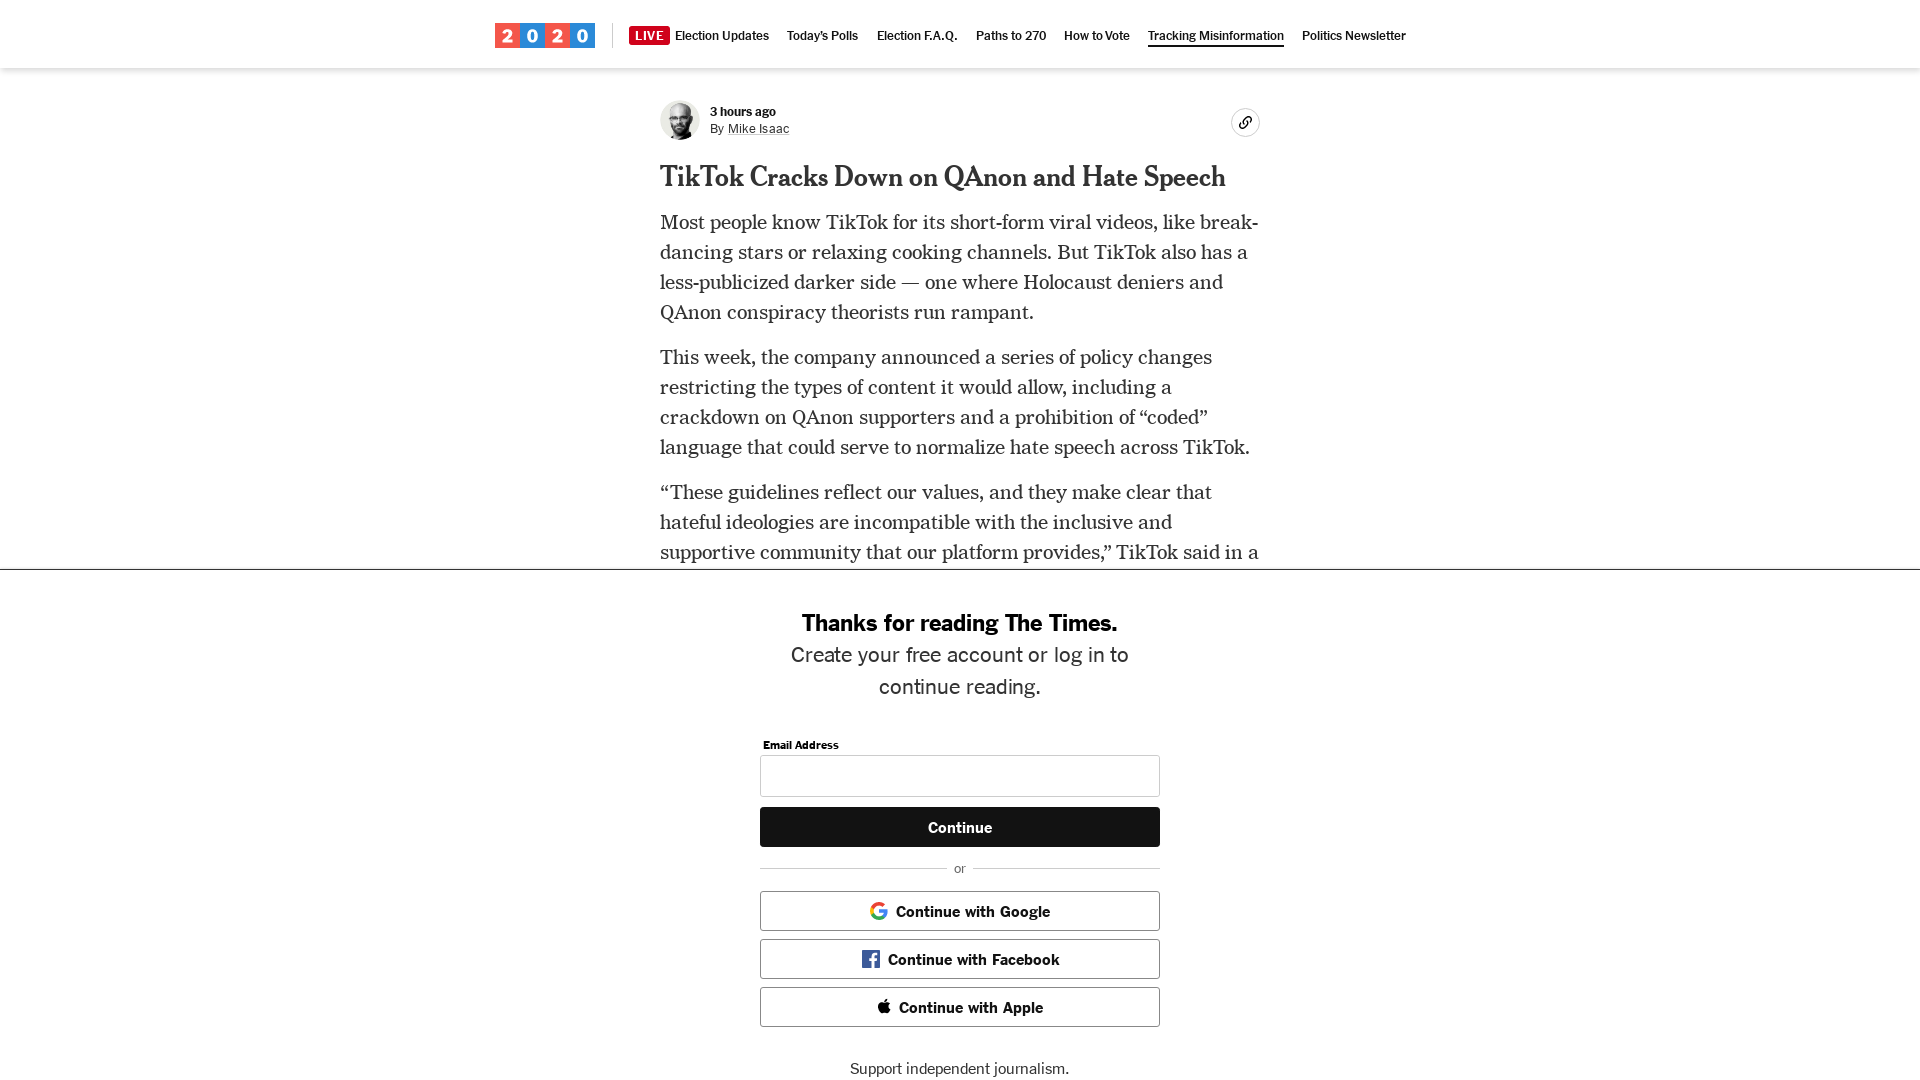 2020
LIVE Election Updates Today’s Polls Election F.A.Q. Paths to 270 How to Vote Tracking Misinformation Politics Newsletter
3 hours ago
By Mike Isaac
TikTok Cracks Down on QAnon and Hate Speech
Most people know TikTok for its short-form viral videos, like break-
dancing stars or relaxing cooking channels. But TikTok also has a
less-publicized darker side — one where Holocaust deniers and
QAnon conspiracy theorists run rampant.
This week, the company announced a series of policy changes
restricting the types of content it would allow, including a
crackdown on QAnon supporters and a prohibition of “coded”
language that could serve to normalize hate speech across TikTok.
“These guidelines reflect our values, and they make clear that
hateful ideologies are incompatible with the inclusive and
supportive community that our platform provides,” TikTok said in a
Thanks for reading The Times.
Create your free account or log in to
continue reading.
Email Address
Continue
or
Continue with Google
Continue with Facebook
Continue with Apple
Support independent journalism.